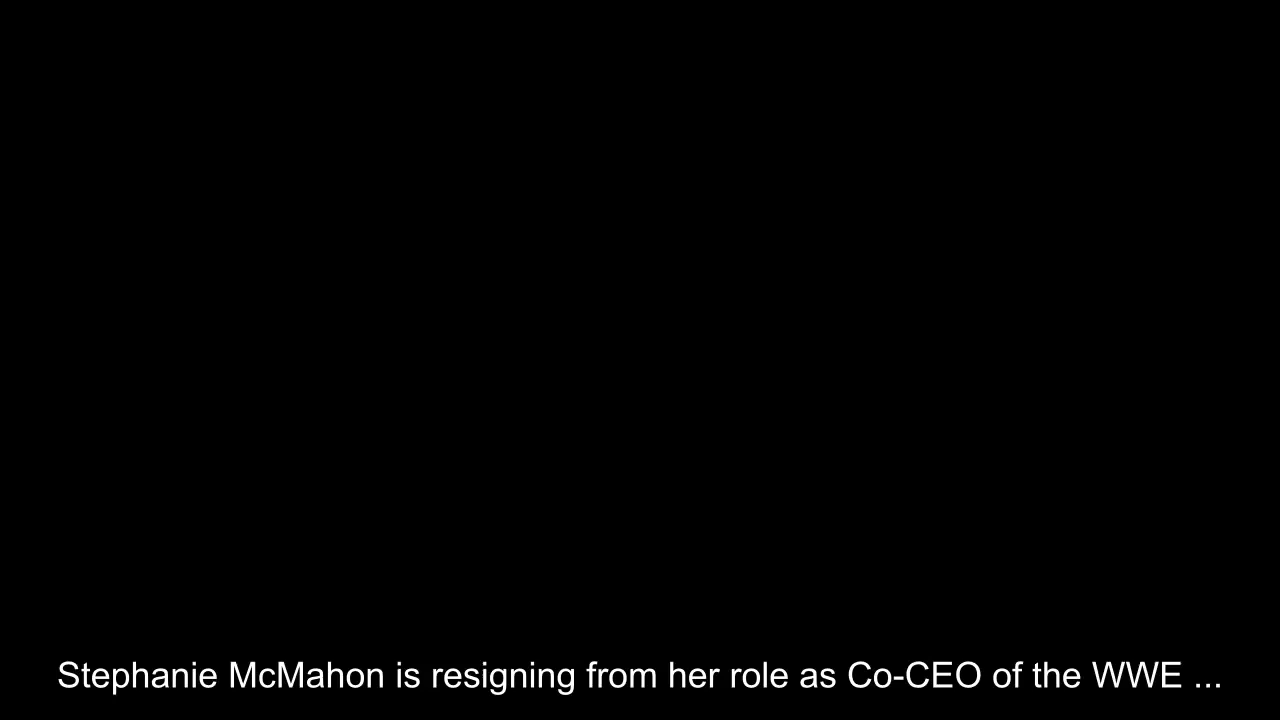 Stephanie McMahon is resigning from her role as Co-CEO of the WWE ...